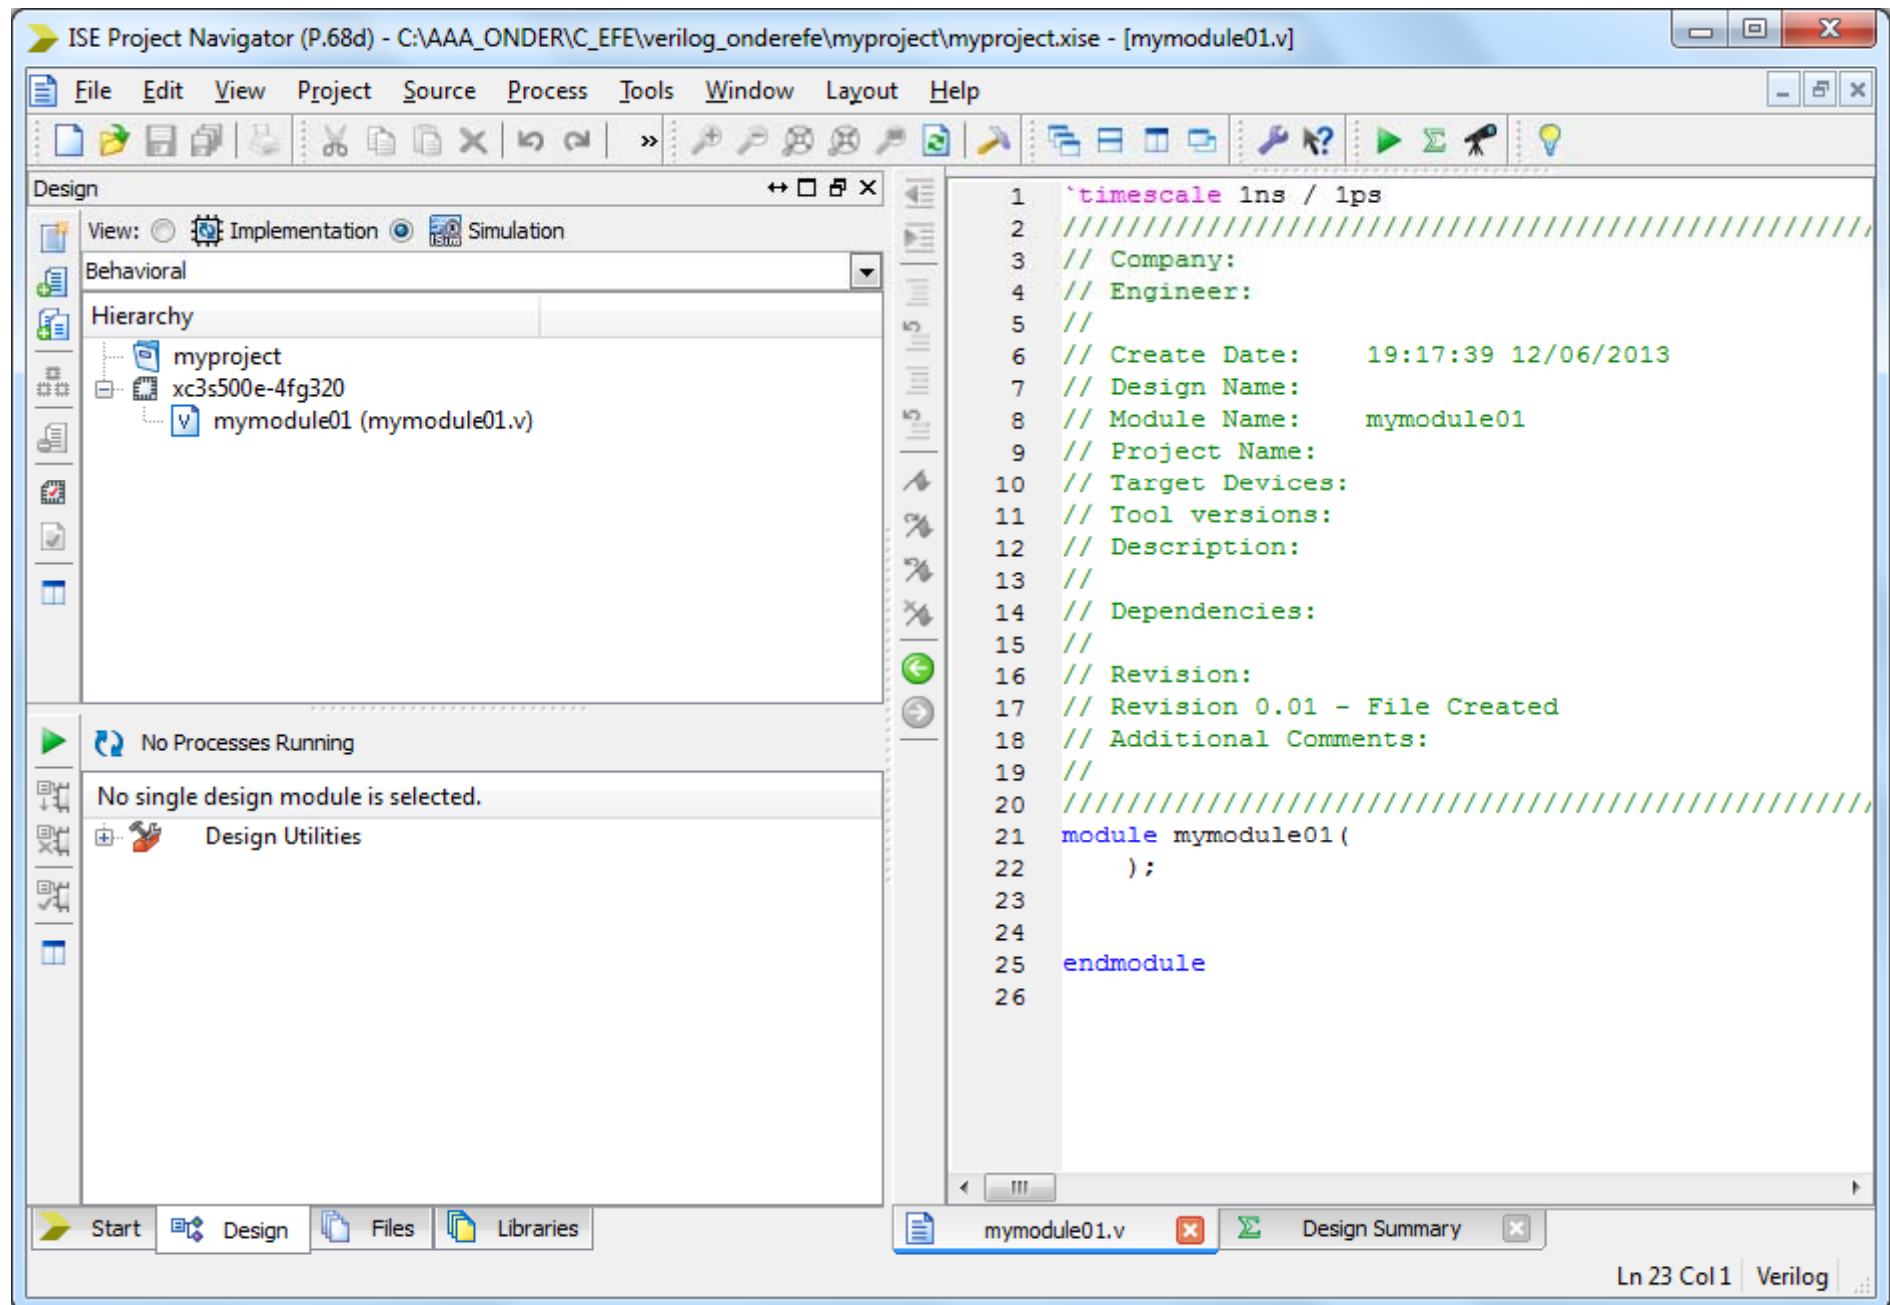 ISE Project Navigator (P.68d) - C:\AAA_ONDER\C_EFE\verilog_onderefe\myproject\myproject.xise - [mymodule01.v]
File Edit View Project Source Process Tools Window Layout Help
Design
View: Implementation Simulation
Behavioral
Hierarchy
myproject
xc3s500e-4fg320
mymodule01 (mymodule01.v)
No Processes Running
No single design module is selected.
Design Utilities
Start Design Files Libraries
1 `timescale 1ns / 1ps
2 ///////////////////////////////////////////////////
3 // Company:
4 // Engineer:
5 //
6 // Create Date:    19:17:39 12/06/2013
7 // Design Name:
8 // Module Name:    mymodule01
9 // Project Name:
10 // Target Devices:
11 // Tool versions:
12 // Description:
13 //
14 // Dependencies:
15 //
16 // Revision:
17 // Revision 0.01 - File Created
18 // Additional Comments:
19 //
20 ///////////////////////////////////////////////////
21 module mymodule01(
22     );
23
24
25 endmodule
26
mymodule01.v Design Summary
Ln 23 Col 1 Verilog